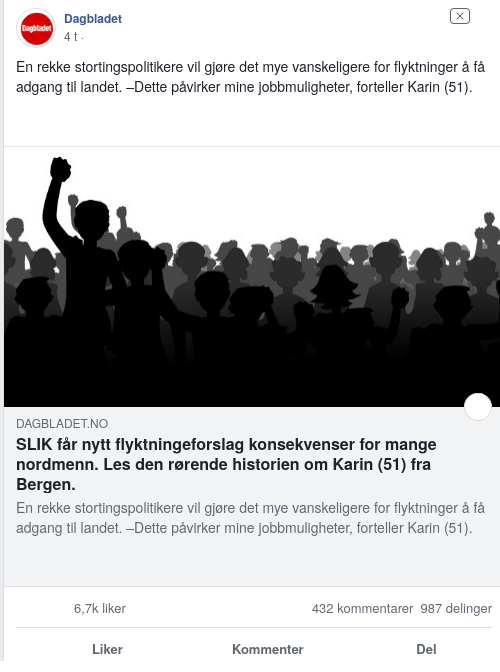 Dagbladet
Dagbladet
4 t ·
En rekke stortingspolitikere vil gjøre det mye vanskeligere for flyktninger å få
adgang til landet. –Dette påvirker mine jobbmuligheter, forteller Karin (51).
DAGBLADET.NO
SLIK får nytt flyktningeforslag konsekvenser for mange
nordmenn. Les den rørende historien om Karin (51) fra
Bergen.
En rekke stortingspolitikere vil gjøre det mye vanskeligere for flyktninger å få
adgang til landet. –Dette påvirker mine jobbmuligheter, forteller Karin (51).
6,7k liker 432 kommentarer 987 delinger
Liker Kommenter Del